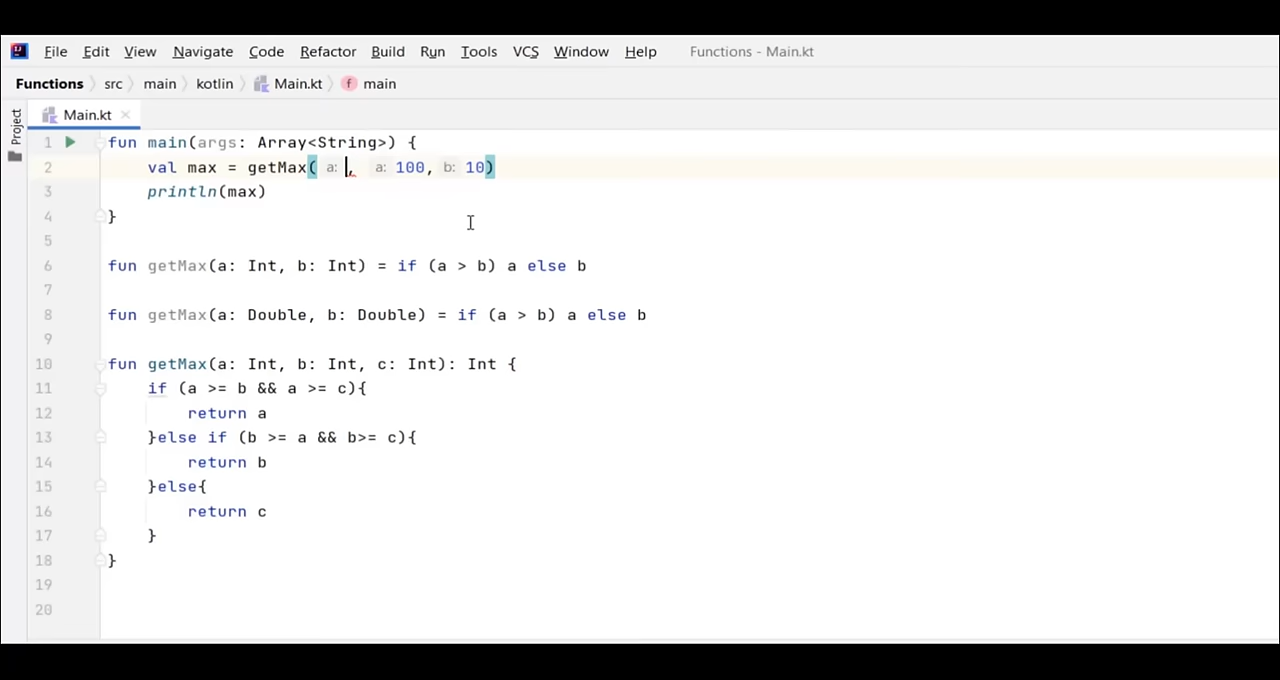 File Edit View Navigate Code Refactor Build Run Tools VCS Window Help Functions - Main.kt
Functions src main kotlin Main.kt f main
Project
Main.kt
1 fun main(args: Array<String>) {
2 val max = getMax( a: , a: 100, b: 10)
3 println(max)
4 }
5
6 fun getMax(a: Int, b: Int) = if (a > b) a else b
7
8 fun getMax(a: Double, b: Double) = if (a > b) a else b
9
10 fun getMax(a: Int, b: Int, c: Int): Int {
11 if (a >= b && a >= c){
12 return a
13 }else if (b >= a && b>= c){
14 return b
15 }else{
16 return c
17 }
18 }
19
20